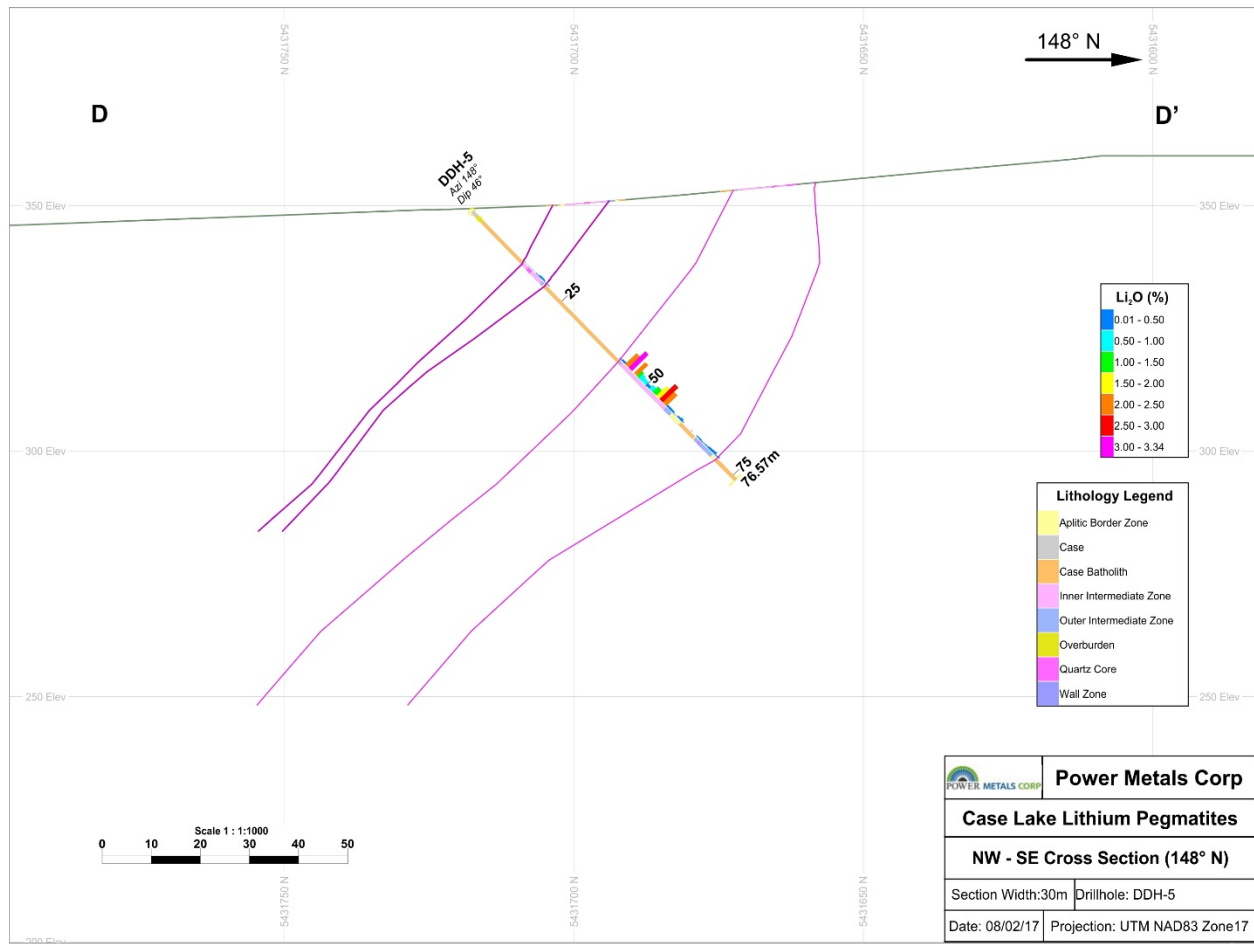 5431750 N
5431700 N
5431650 N
5431600 N
148° N
D
D'
DDH-5
Azi 148°
Dip 46°
350 Elev
350 Elev
25
50
75
76.57m
300 Elev
300 Elev
250 Elev
250 Elev
Li₂O (%)
0.01 - 0.50
0.50 - 1.00
1.00 - 1.50
1.50 - 2.00
2.00 - 2.50
2.50 - 3.00
3.00 - 3.34
Lithology Legend
Aplitic Border Zone
Case
Case Batholith
Inner Intermediate Zone
Outer Intermediate Zone
Overburden
Quartz Core
Wall Zone
Scale 1 : 1:1000
0 10 20 30 40 50
5431750 N
5431700 N
5431650 N
200 Elev
POWER METALS CORP
Power Metals Corp
Case Lake Lithium Pegmatites
NW - SE Cross Section (148° N)
Section Width:30m
Drillhole: DDH-5
Date: 08/02/17
Projection: UTM NAD83 Zone17